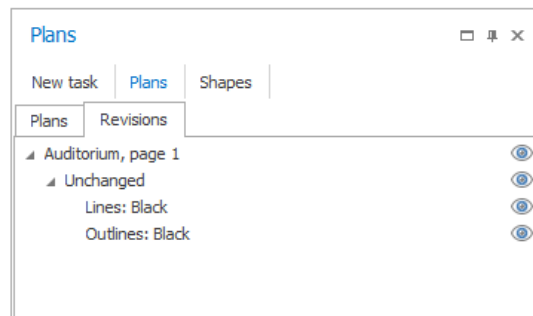 Plans
New task Plans Shapes
Plans Revisions
Auditorium, page 1
Unchanged
Lines: Black
Outlines: Black